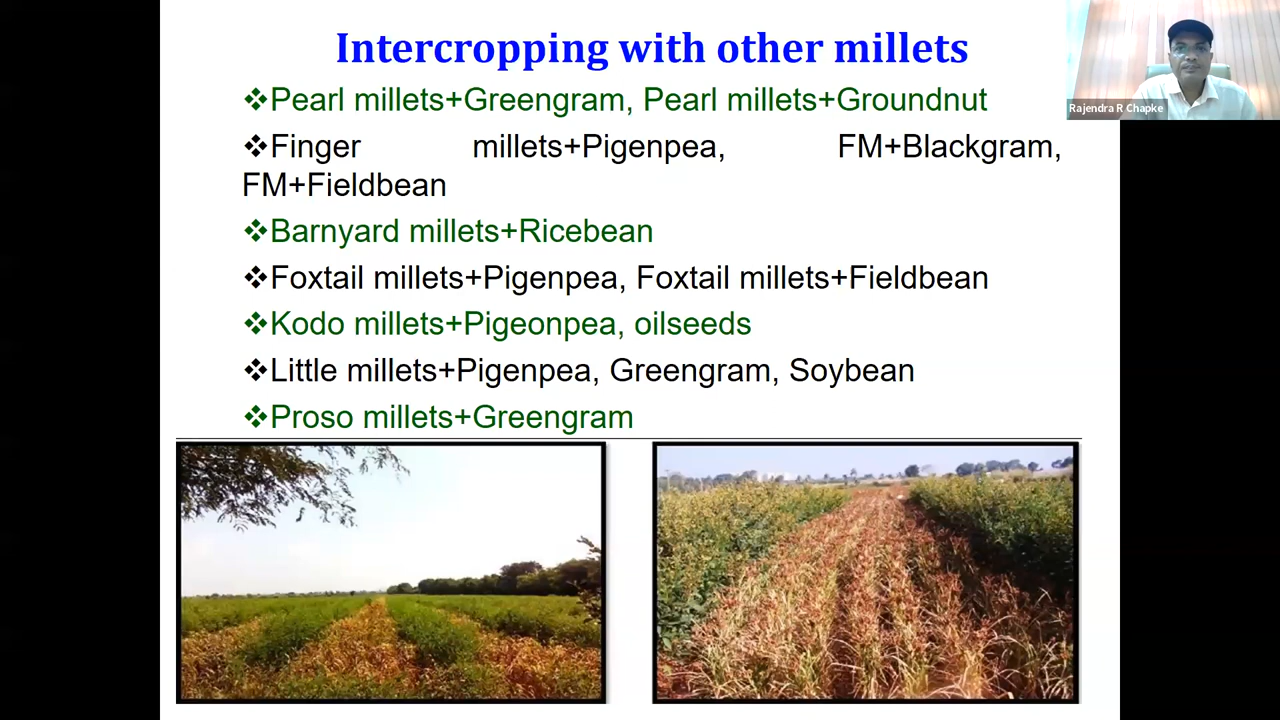 Intercropping with other millets
❖Pearl millets+Greengram, Pearl millets+Groundnut
❖Finger millets+Pigenpea, FM+Blackgram,
FM+Fieldbean
❖Barnyard millets+Ricebean
❖Foxtail millets+Pigenpea, Foxtail millets+Fieldbean
❖Kodo millets+Pigeonpea, oilseeds
❖Little millets+Pigenpea, Greengram, Soybean
❖Proso millets+Greengram
Rajendra R Chapke